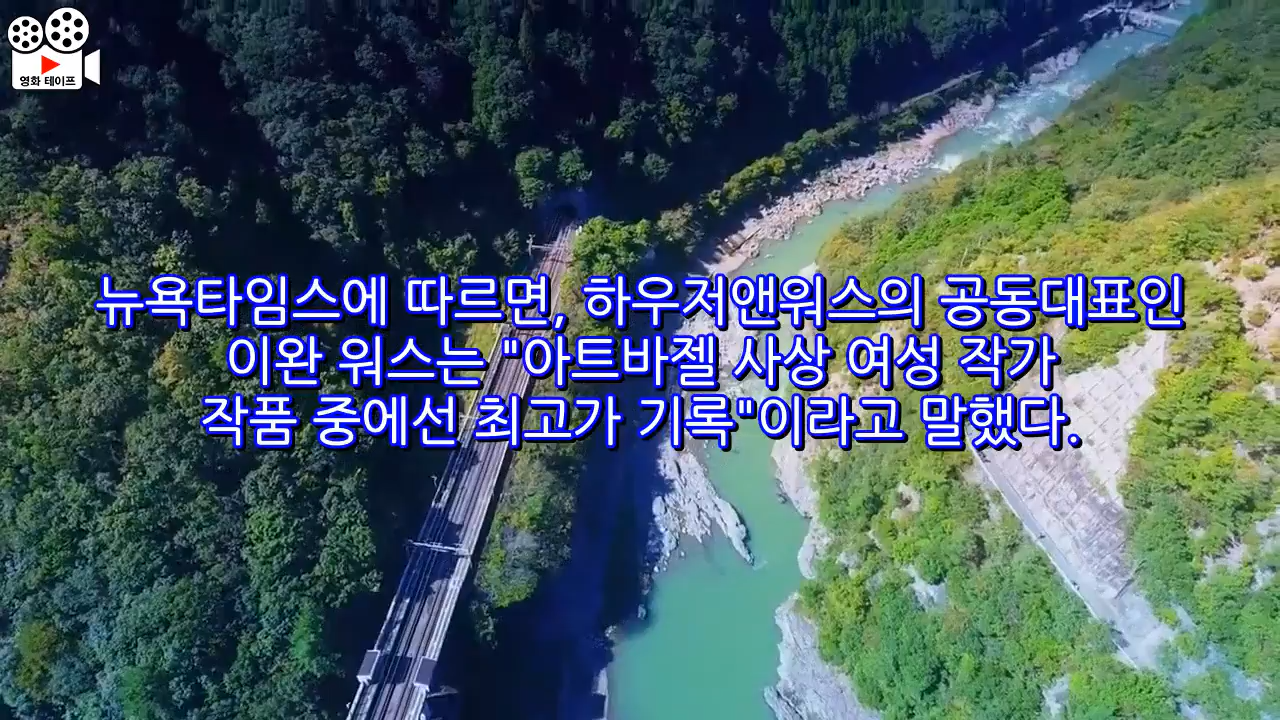 영화 테이프
뉴욕타임스에 따르면, 하우저앤워스의 공동대표인
이완 워스는 "아트바젤 사상 여성 작가
작품 중에선 최고가 기록"이라고 말했다.